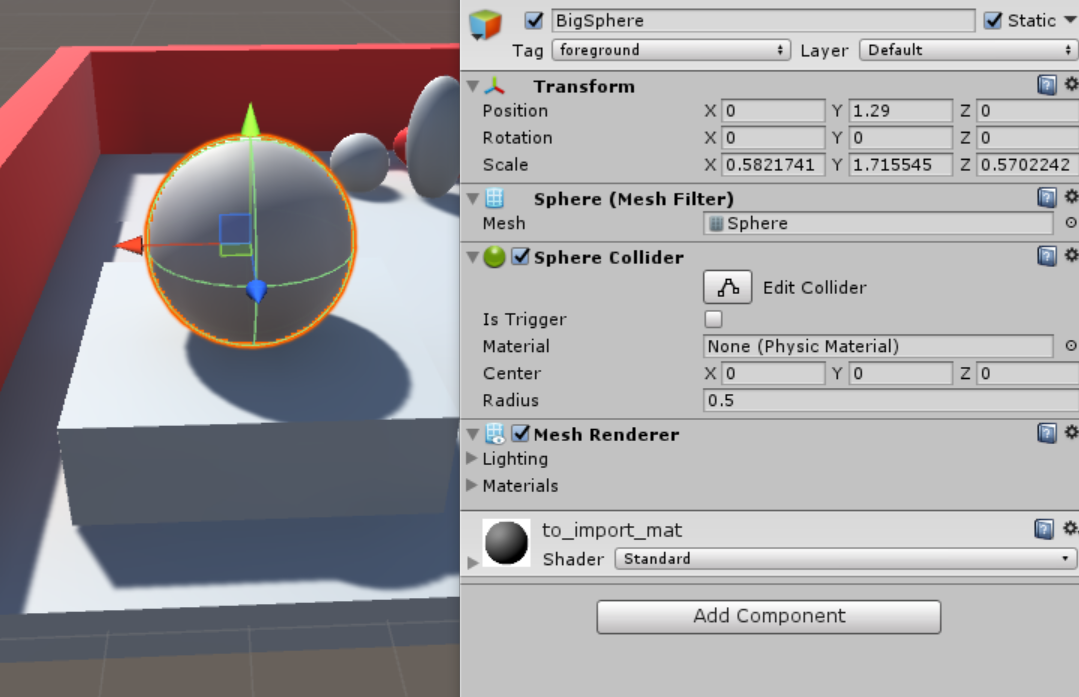 BigSphere Static
Tag foreground Layer Default
Transform
Position X 0 Y 1.29 Z 0
Rotation X 0 Y 0 Z 0
Scale X 0.5821741 Y 1.715545 Z 0.5702242
Sphere (Mesh Filter)
Mesh Sphere
Sphere Collider
Edit Collider
Is Trigger
Material None (Physic Material)
Center X 0 Y 0 Z 0
Radius 0.5
Mesh Renderer
Lighting
Materials
to_import_mat
Shader Standard
Add Component